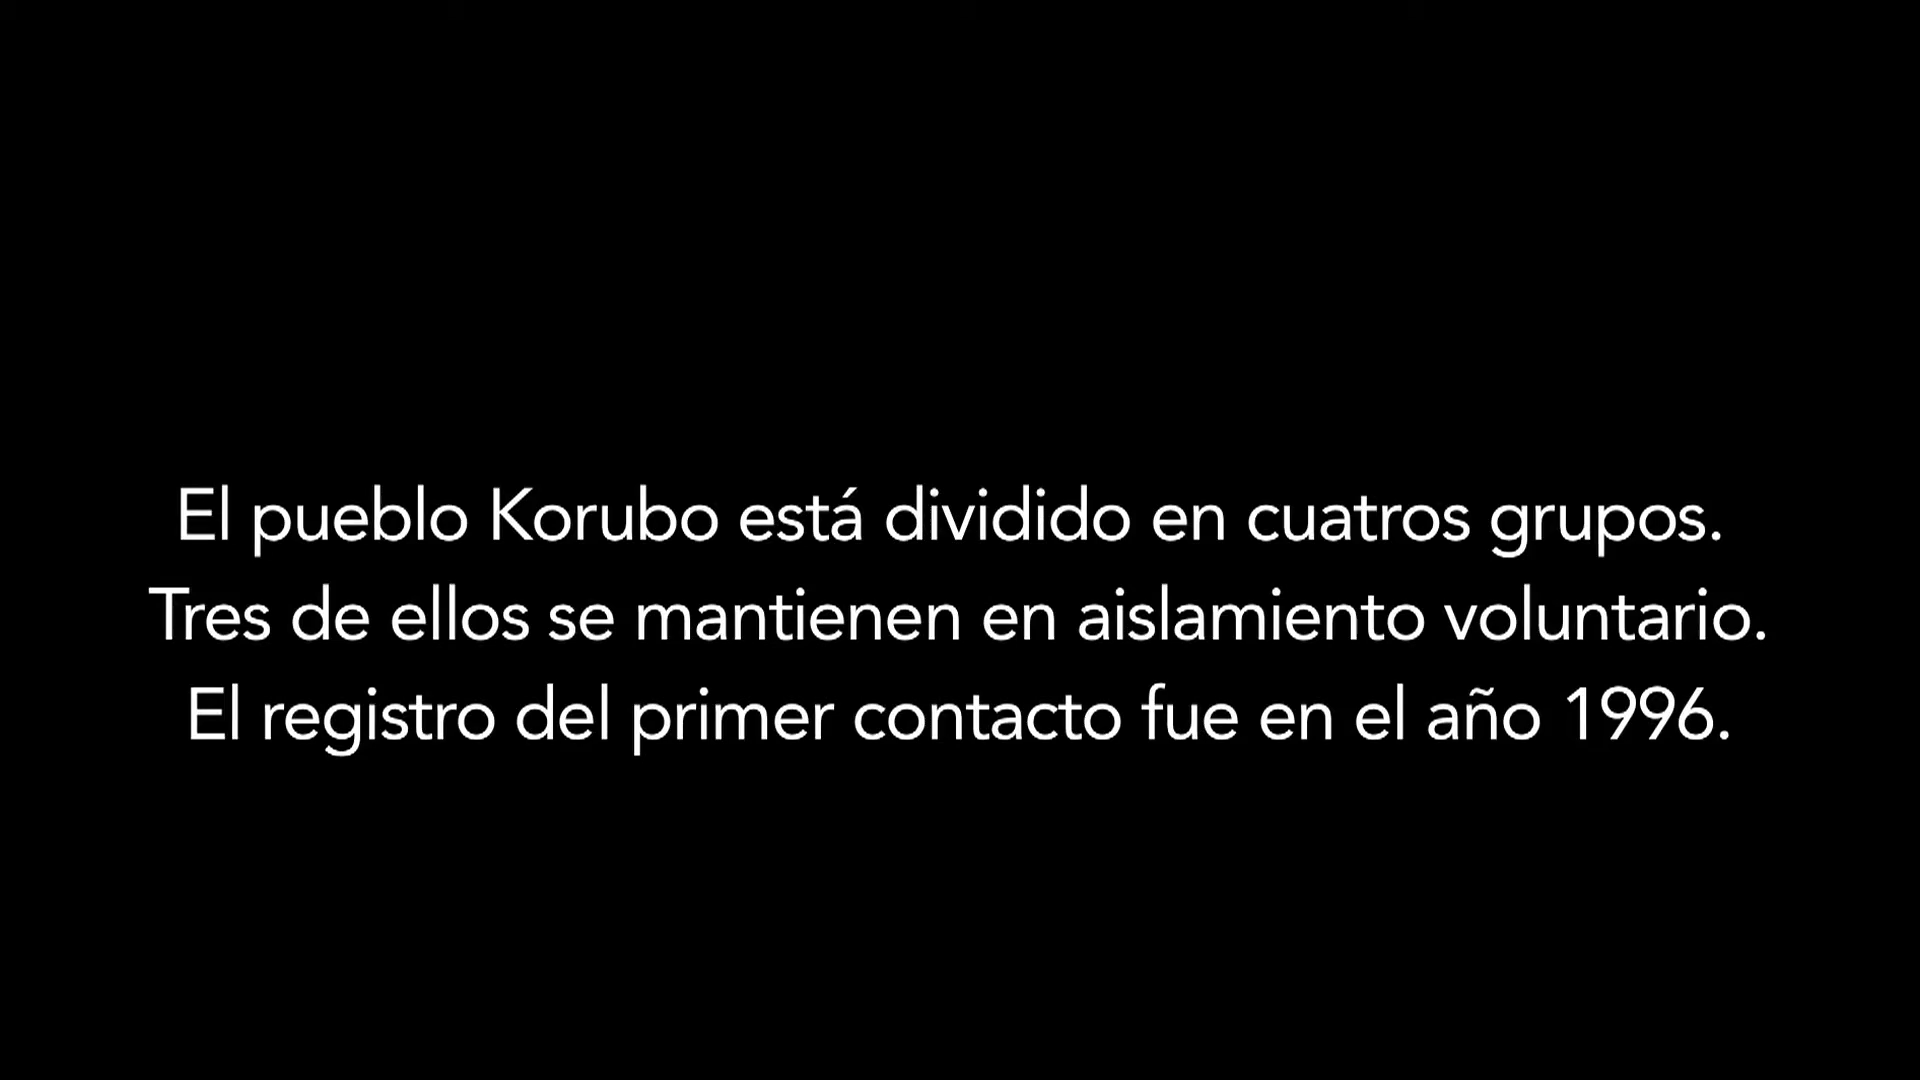 El pueblo Korubo está dividido en cuatros grupos.
Tres de ellos se mantienen en aislamiento voluntario.
El registro del primer contacto fue en el año 1996.